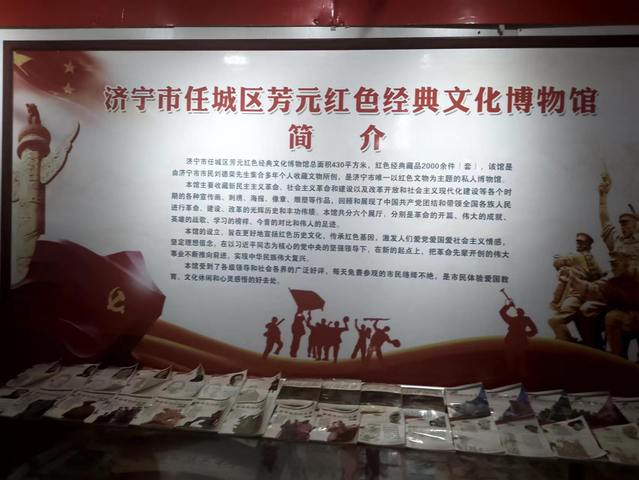 济宁市任城区芳元红色经典文化博物馆
简 介
济宁市任城区芳元红色经典文化博物馆总面积430平方米，红色经典藏品2000余件（套），该馆是
由济宁市市民刘德荣先生集合多年个人收藏文物所创，是济宁市唯一以红色文物为主题的私人博物馆。
本馆主要收藏新民主主义革命、社会主义革命和建设以及改革开放和社会主义现代化建设等各个时
期的各种宣传画、刺绣、海报、像章、雕塑等作品，回顾和展现了中国共产党团结和带领全国各族人民
进行革命、建设、改革的光辉历史和丰功伟绩。本馆共分六个展厅，分别是革命的开篇、伟大的成就、
英雄的战歌、学习的榜样、今昔的对比和伟人的足迹。
本馆的设立，旨在更好地宣扬红色历史文化，传承红色基因，激发人们爱党爱国爱社会主义情感，
坚定理想信念，在以习近平同志为核心的党中央的坚强领导下，在新的起点上，把革命先辈开创的伟大
事业不断推向前进，实现中华民族伟大复兴。
本馆受到了各级领导和社会各界的广泛好评，每天免费参观的市民络绎不绝，是市民体验爱国教
育、文化休闲和心灵感悟的好去处。